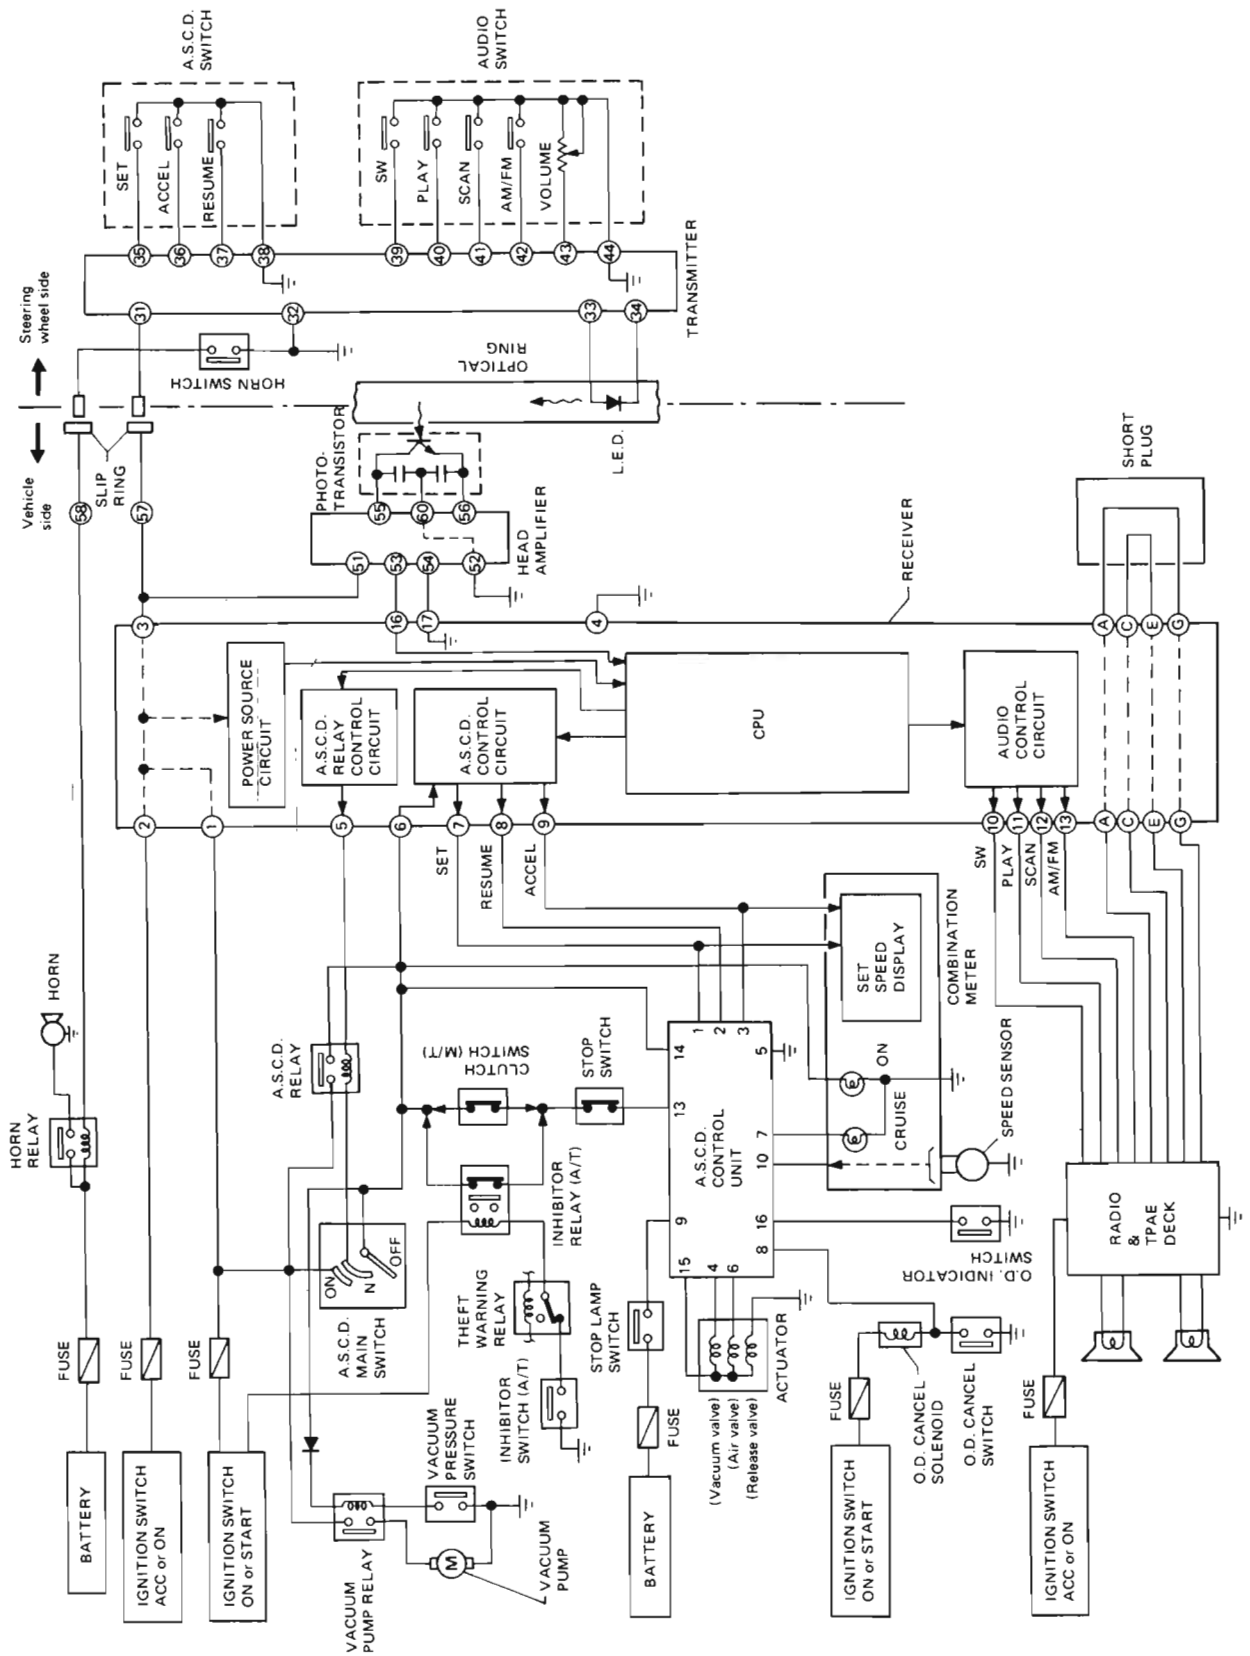 A.S.C.D.
SWITCH
SET
ACCEL
RESUME
AUDIO
SWITCH
SW
PLAY
SCAN
AM/FM
VOLUME
35
36
37
38
39
40
41
42
43
44
31
32
33
34
TRANSMITTER
Steering
wheel side
HORN SWITCH
OPTICAL
RING
Vehicle
side
SLIP
RING
58
57
PHOTO-
TRANSISTOR
L.E.D.
55
60
56
51
53
54
52
HEAD
AMPLIFIER
SHORT
PLUG
RECEIVER
3
16
17
4
A
C
E
G
POWER SOURCE
CIRCUIT
A.S.C.D.
RELAY
CONTROL
CIRCUIT
A.S.C.D.
CONTROL
CIRCUIT
CPU
AUDIO
CONTROL
CIRCUIT
2
1
5
6
7
8
9
10
11
12
13
A
C
E
G
SET
RESUME
ACCEL
SW
PLAY
SCAN
AM/FM
HORN
HORN
RELAY
A.S.C.D.
RELAY
CLUTCH
SWITCH (M/T)
STOP
SWITCH
SET
SPEED
DISPLAY
COMBINATION
METER
ON
CRUISE
SPEED SENSOR
A.S.C.D.
CONTROL
UNIT
1
2
3
14
5
13
7
10
9
16
8
15
4
6
INHIBITOR
RELAY (A/T)
ON
N
OFF
A.S.C.D.
MAIN
SWITCH
THEFT
WARNING
RELAY
INHIBITOR
SWITCH (A/T)
STOP LAMP
SWITCH
ACTUATOR
(Vacuum valve)
(Air valve)
(Release valve)
O.D. INDICATOR
SWITCH
RADIO
&
TPAE
DECK
FUSE
FUSE
FUSE
FUSE
FUSE
FUSE
O.D. CANCEL
SOLENOID
O.D. CANCEL
SWITCH
VACUUM
PRESSURE
SWITCH
M
VACUUM
PUMP
VACUUM
PUMP RELAY
BATTERY
IGNITION SWITCH
ACC or ON
IGNITION SWITCH
ON or START
BATTERY
IGNITION SWITCH
ON or START
IGNITION SWITCH
ACC or ON